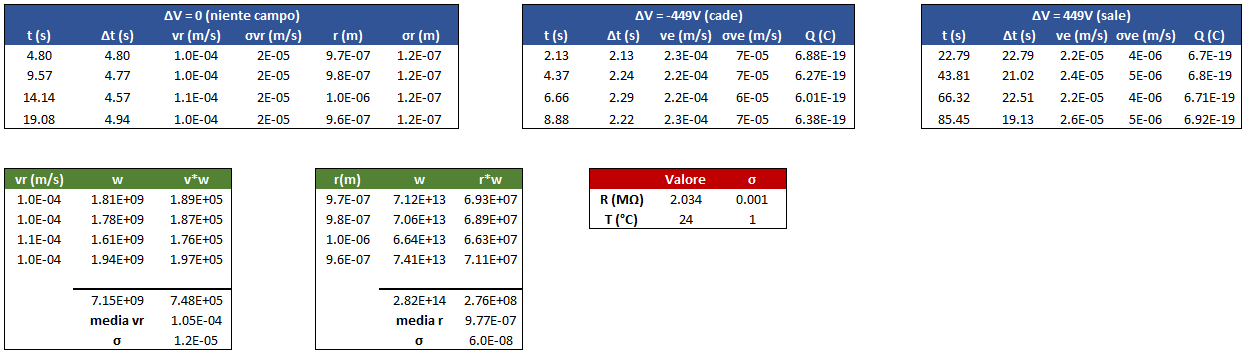 ΔV = 0 (niente campo)
t (s) Δt (s) vr (m/s) σvr (m/s) r (m) σr (m)
4.80 4.80 1.0E-04 2E-05 9.7E-07 1.2E-07
9.57 4.77 1.0E-04 2E-05 9.8E-07 1.2E-07
14.14 4.57 1.1E-04 2E-05 1.0E-06 1.2E-07
19.08 4.94 1.0E-04 2E-05 9.6E-07 1.2E-07
ΔV = -449V (cade)
t (s) Δt (s) ve (m/s) σve (m/s) Q (C)
2.13 2.13 2.3E-04 7E-05 6.88E-19
4.37 2.24 2.2E-04 7E-05 6.27E-19
6.66 2.29 2.2E-04 6E-05 6.01E-19
8.88 2.22 2.3E-04 7E-05 6.38E-19
ΔV = 449V (sale)
t (s) Δt (s) ve (m/s) σve (m/s) Q (C)
22.79 22.79 2.2E-05 4E-06 6.7E-19
43.81 21.02 2.4E-05 5E-06 6.8E-19
66.32 22.51 2.2E-05 4E-06 6.71E-19
85.45 19.13 2.6E-05 5E-06 6.92E-19
vr (m/s) w v*w
1.0E-04 1.81E+09 1.89E+05
1.0E-04 1.78E+09 1.87E+05
1.1E-04 1.61E+09 1.76E+05
1.0E-04 1.94E+09 1.97E+05
7.15E+09 7.48E+05
media vr 1.05E-04
σ 1.2E-05
r(m) w r*w
9.7E-07 7.12E+13 6.93E+07
9.8E-07 7.06E+13 6.89E+07
1.0E-06 6.64E+13 6.63E+07
9.6E-07 7.41E+13 7.11E+07
2.82E+14 2.76E+08
media r 9.77E-07
σ 6.0E-08
Valore σ
R (MΩ) 2.034 0.001
T (°C) 24 1